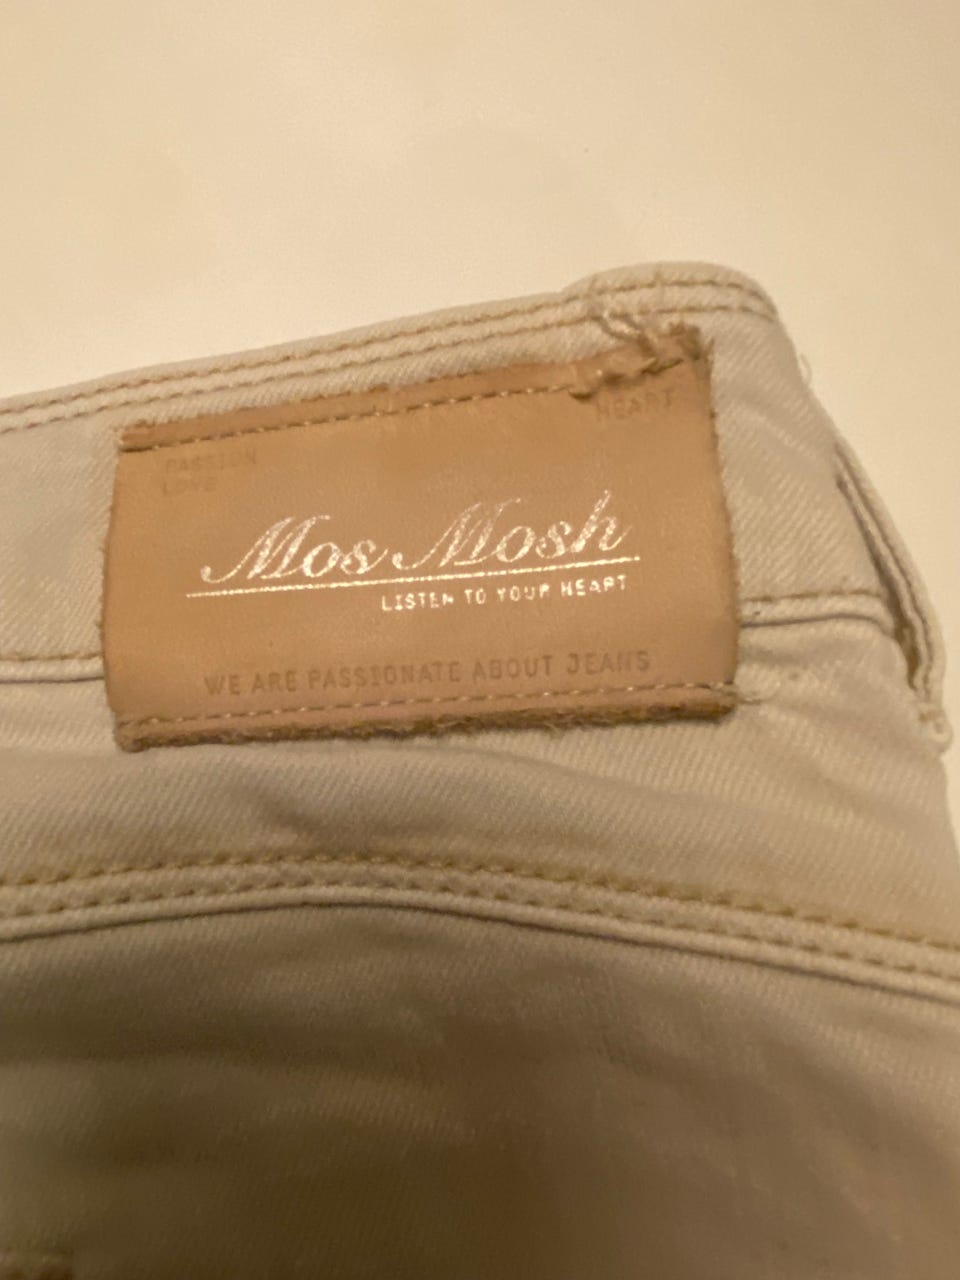 HEART
PASSION
LOVE
Mos Mosh
LISTEN TO YOUR HEART
WE ARE PASSIONATE ABOUT JEANS